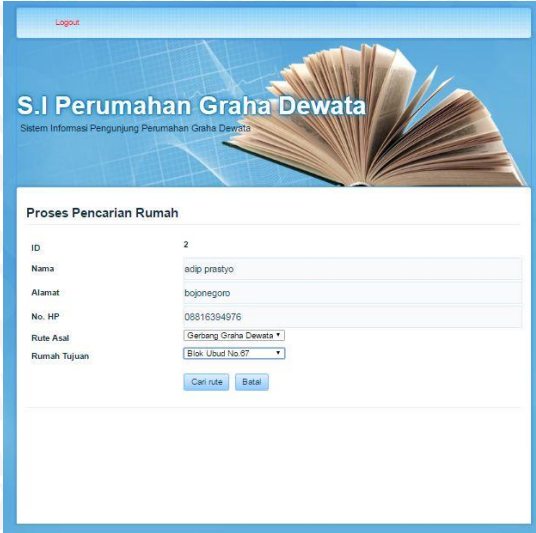 Logout
S.I Perumahan Graha Dewata
Sistem Informasi Pengunjung Perumahan Graha Dewata
Proses Pencarian Rumah
ID 2
Nama adip prastyo
Alamat bojonegoro
No. HP 08816394976
Rute Asal Gerbang Graha Dewata
Rumah Tujuan Blok Ubud No.67
Cari rute Batal